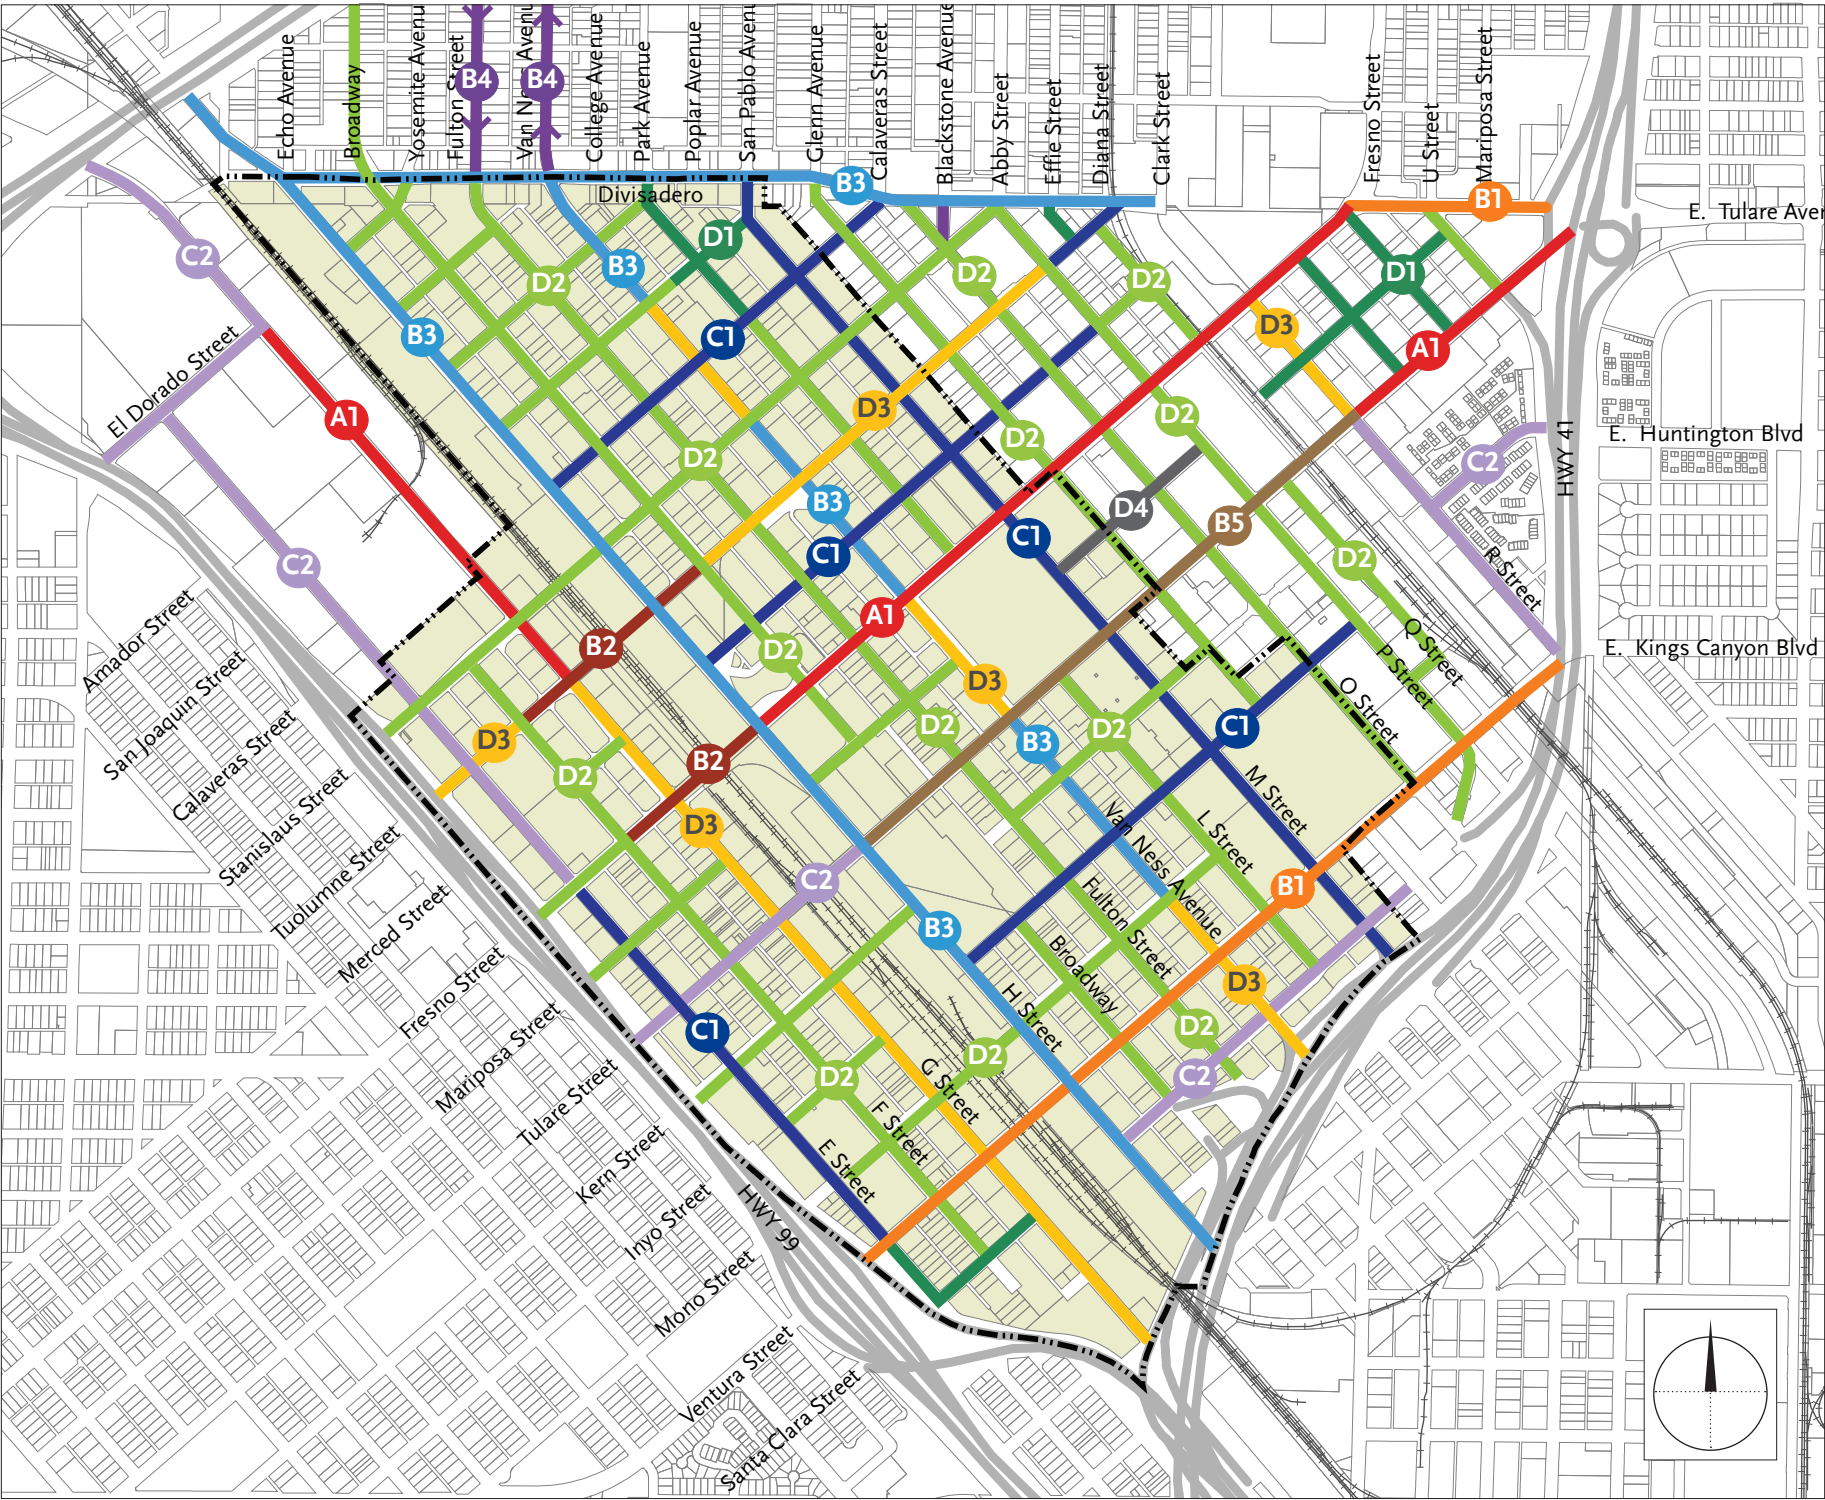 Echo Avenue
Broadway
Yosemite Avenu
Fulton Street
B4
Van Ness Avenu
B4
College Avenue
Park Avenue
Poplar Avenue
San Pablo Avenu
Glenn Avenue
Calaveras Street
Blackstone Avenue
Abby Street
Effie Street
Diana Street
Clark Street
Fresno Street
U Street
Mariposa Street
Divisadero
B3
B1
E. Tulare Aven
C2
D1
B3
D2
D2
D2
D1
B3
C1
D3
A1
El Dorado Street
A1
D3
D2
D2
E. Huntington Blvd
D2
C2
HWY 41
B3
D4
B5
C1
C1
D2
C2
R Street
A1
Amador Street
B2
D2
Q Street
E. Kings Canyon Blvd
San Joaquin Street
D3
P Street
O Street
D3
D2
B3
D2
C1
Calaveras Street
B2
D2
M Street
Stanislaus Street
D3
Van Ness Avenue
L Street
Tuolumne Street
C2
B1
Merced Street
B3
Fulton Street
Broadway
Fresno Street
D3
H Street
C1
D2
Mariposa Street
D2
D2
C2
G Street
Tulare Street
F Street
Kern Street
E Street
HWY 99
Inyo Street
Mono Street
Ventura Street
Santa Clara Street